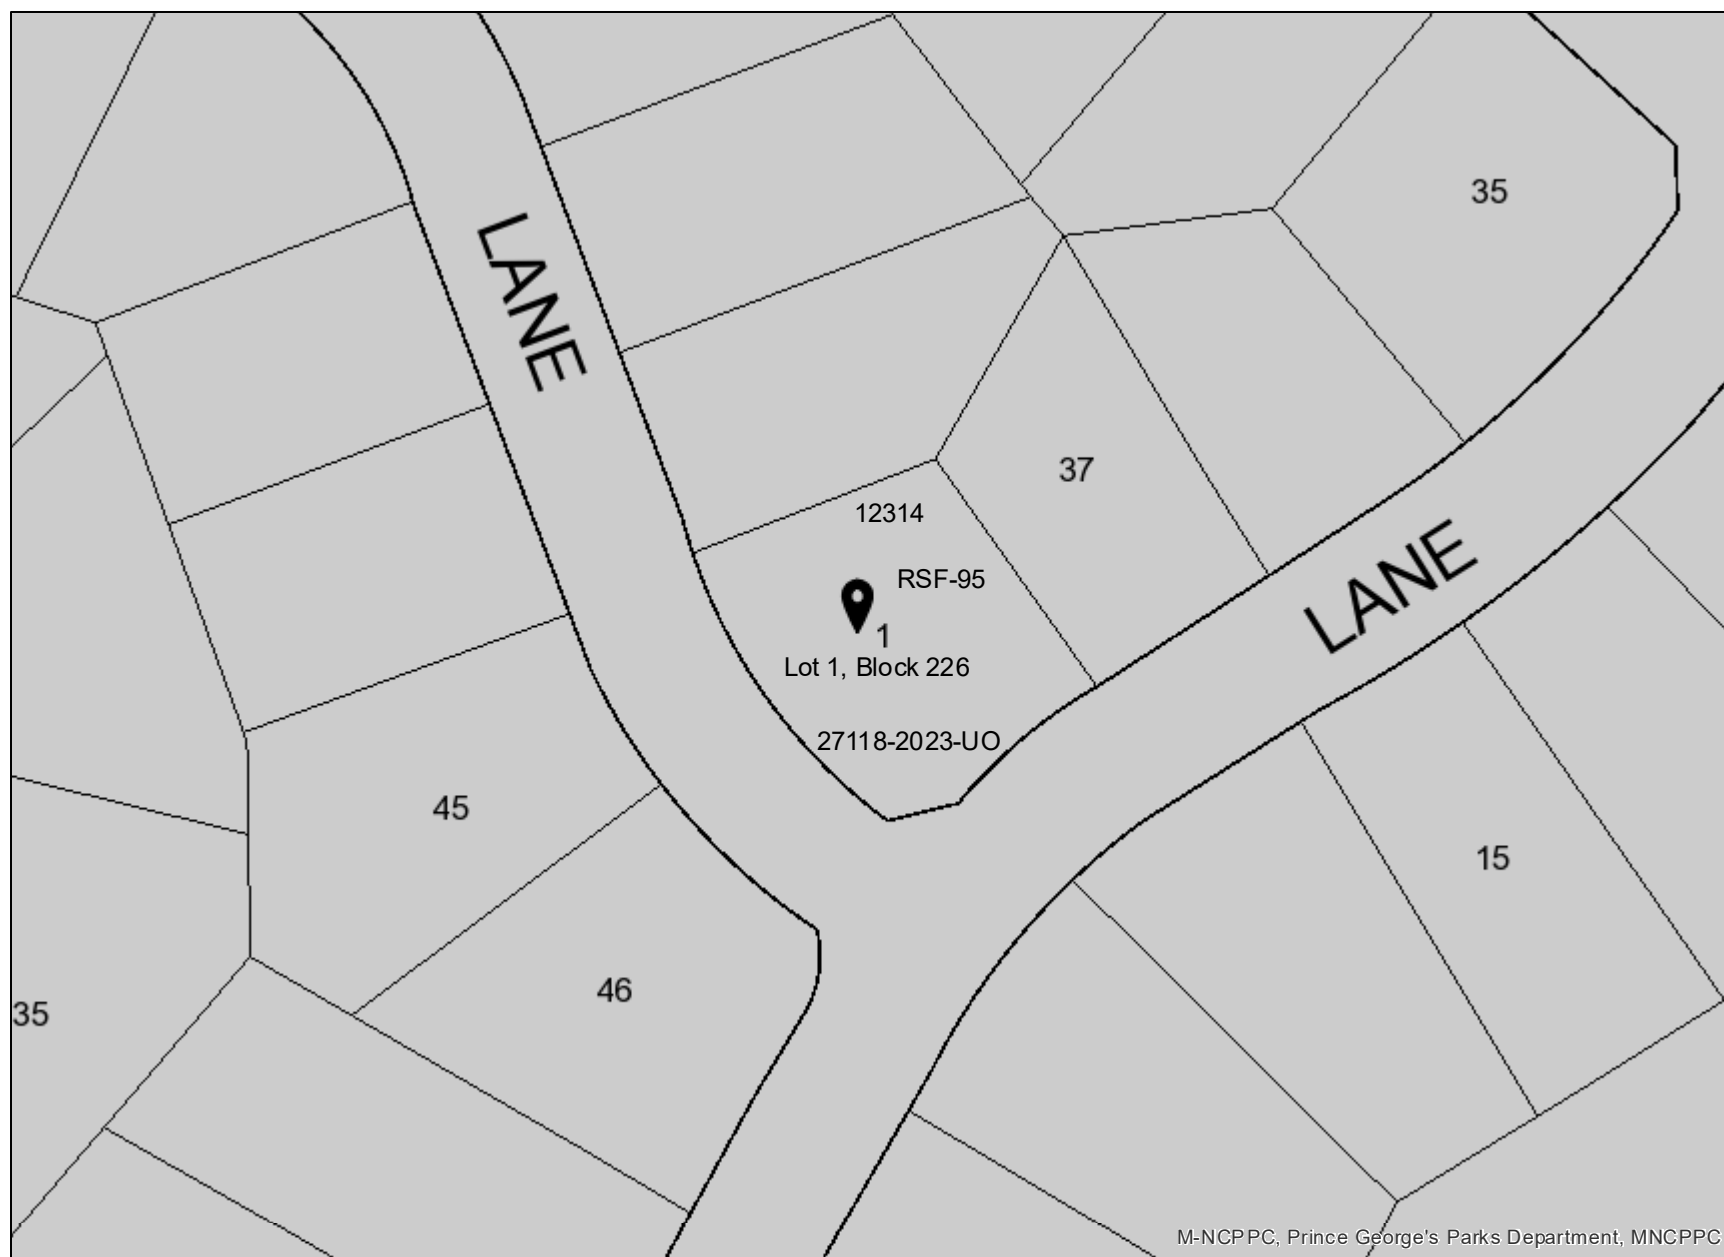 35
LANE
37
12314
RSF-95
1
Lot 1, Block 226
LANE
27118-2023-UO
45
15
46
35
M-NCPPC, Prince George's Parks Department, MNCPPC